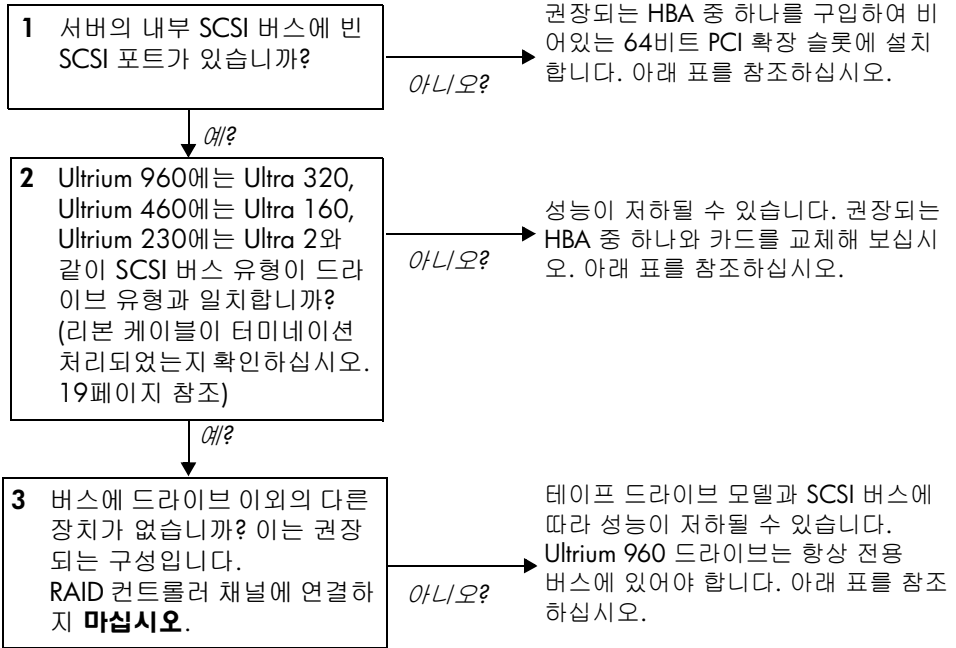 1 서버의 내부 SCSI 버스에 빈
SCSI 포트가 있습니까?
아니오?
권장되는 HBA 중 하나를 구입하여 비
어있는 64비트 PCI 확장 슬롯에 설치
합니다. 아래 표를 참조하십시오.
예?
2 Ultrium 960에는 Ultra 320,
Ultrium 460에는 Ultra 160,
Ultrium 230에는 Ultra 2와
같이 SCSI 버스 유형이 드라
이브 유형과 일치합니까?
(리본 케이블이 터미네이션
처리되었는지 확인하십시오.
19페이지 참조)
아니오?
성능이 저하될 수 있습니다. 권장되는
HBA 중 하나와 카드를 교체해 보십시
오. 아래 표를 참조하십시오.
예?
3 버스에 드라이브 이외의 다른
장치가 없습니까? 이는 권장
되는 구성입니다.
RAID 컨트롤러 채널에 연결하
지 마십시오.
아니오?
테이프 드라이브 모델과 SCSI 버스에
따라 성능이 저하될 수 있습니다.
Ultrium 960 드라이브는 항상 전용
버스에 있어야 합니다. 아래 표를 참조
하십시오.